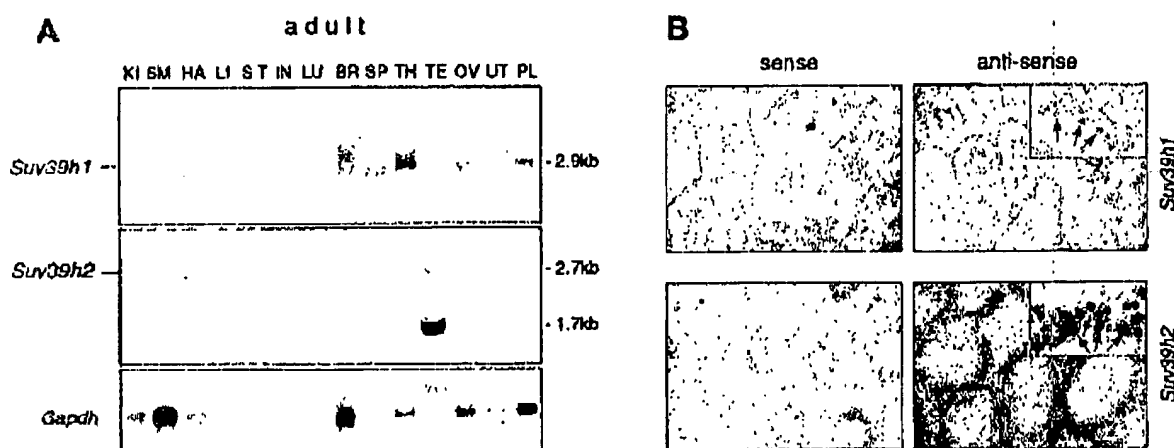 A
adult
KI SM HA LI ST IN LU BR SP TH TE OV UT PL
Suv39h1
- 2.9kb
Suv39h2
- 2.7kb
- 1.7kb
Gapdh
B
sense anti-sense
Suv39h1
Suv39h2